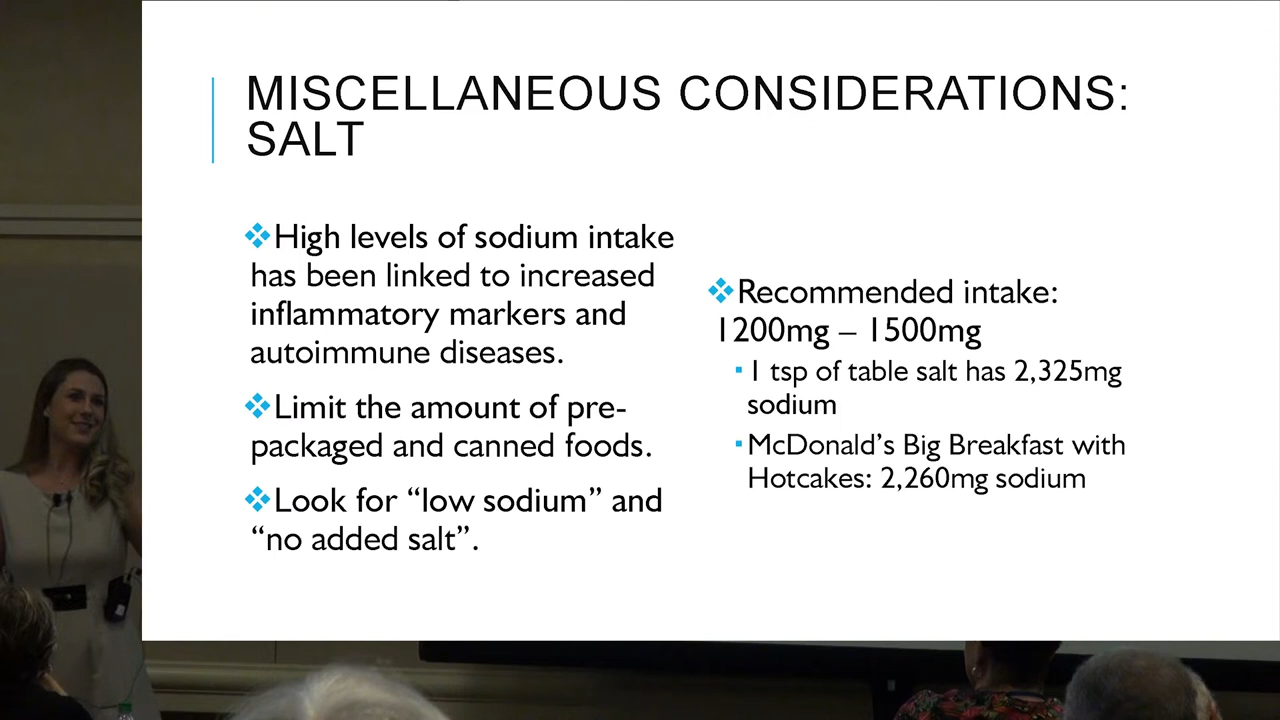 MISCELLANEOUS CONSIDERATIONS:
SALT
❖High levels of sodium intake
has been linked to increased
inflammatory markers and
autoimmune diseases.
❖Limit the amount of pre-
packaged and canned foods.
❖Look for “low sodium” and
“no added salt”.
❖Recommended intake:
1200mg – 1500mg
▪1 tsp of table salt has 2,325mg
sodium
▪McDonald’s Big Breakfast with
Hotcakes: 2,260mg sodium